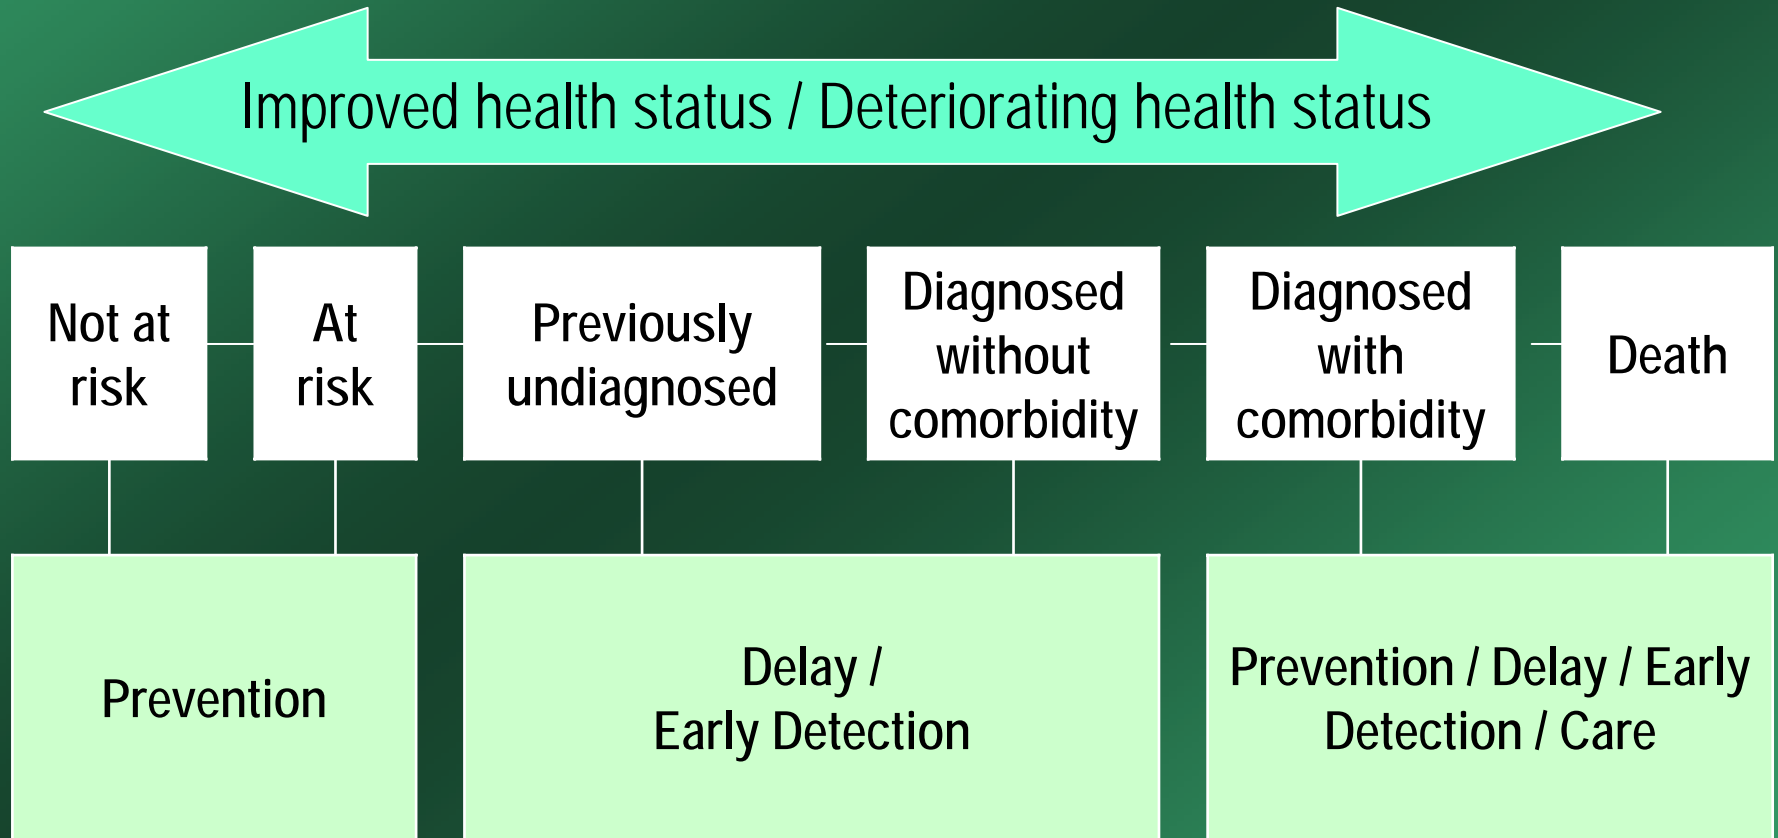 Improved health status / Deteriorating health status
Not at
risk
At
risk
Previously
undiagnosed
Diagnosed
without
comorbidity
Diagnosed
with
comorbidity
Death
Prevention
Delay /
Early Detection
Prevention / Delay / Early
Detection / Care